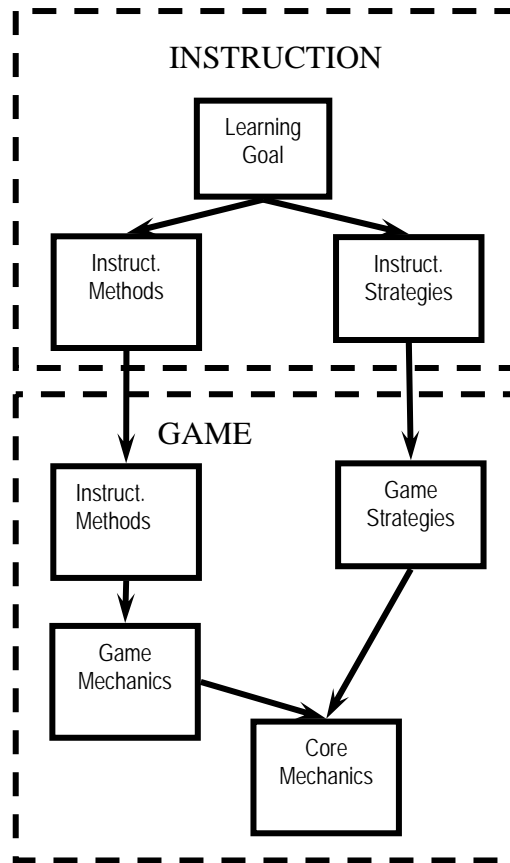 INSTRUCTION
Learning
Goal
Instruct.
Methods
Instruct.
Strategies
GAME
Instruct.
Methods
Game
Strategies
Game
Mechanics
Core
Mechanics